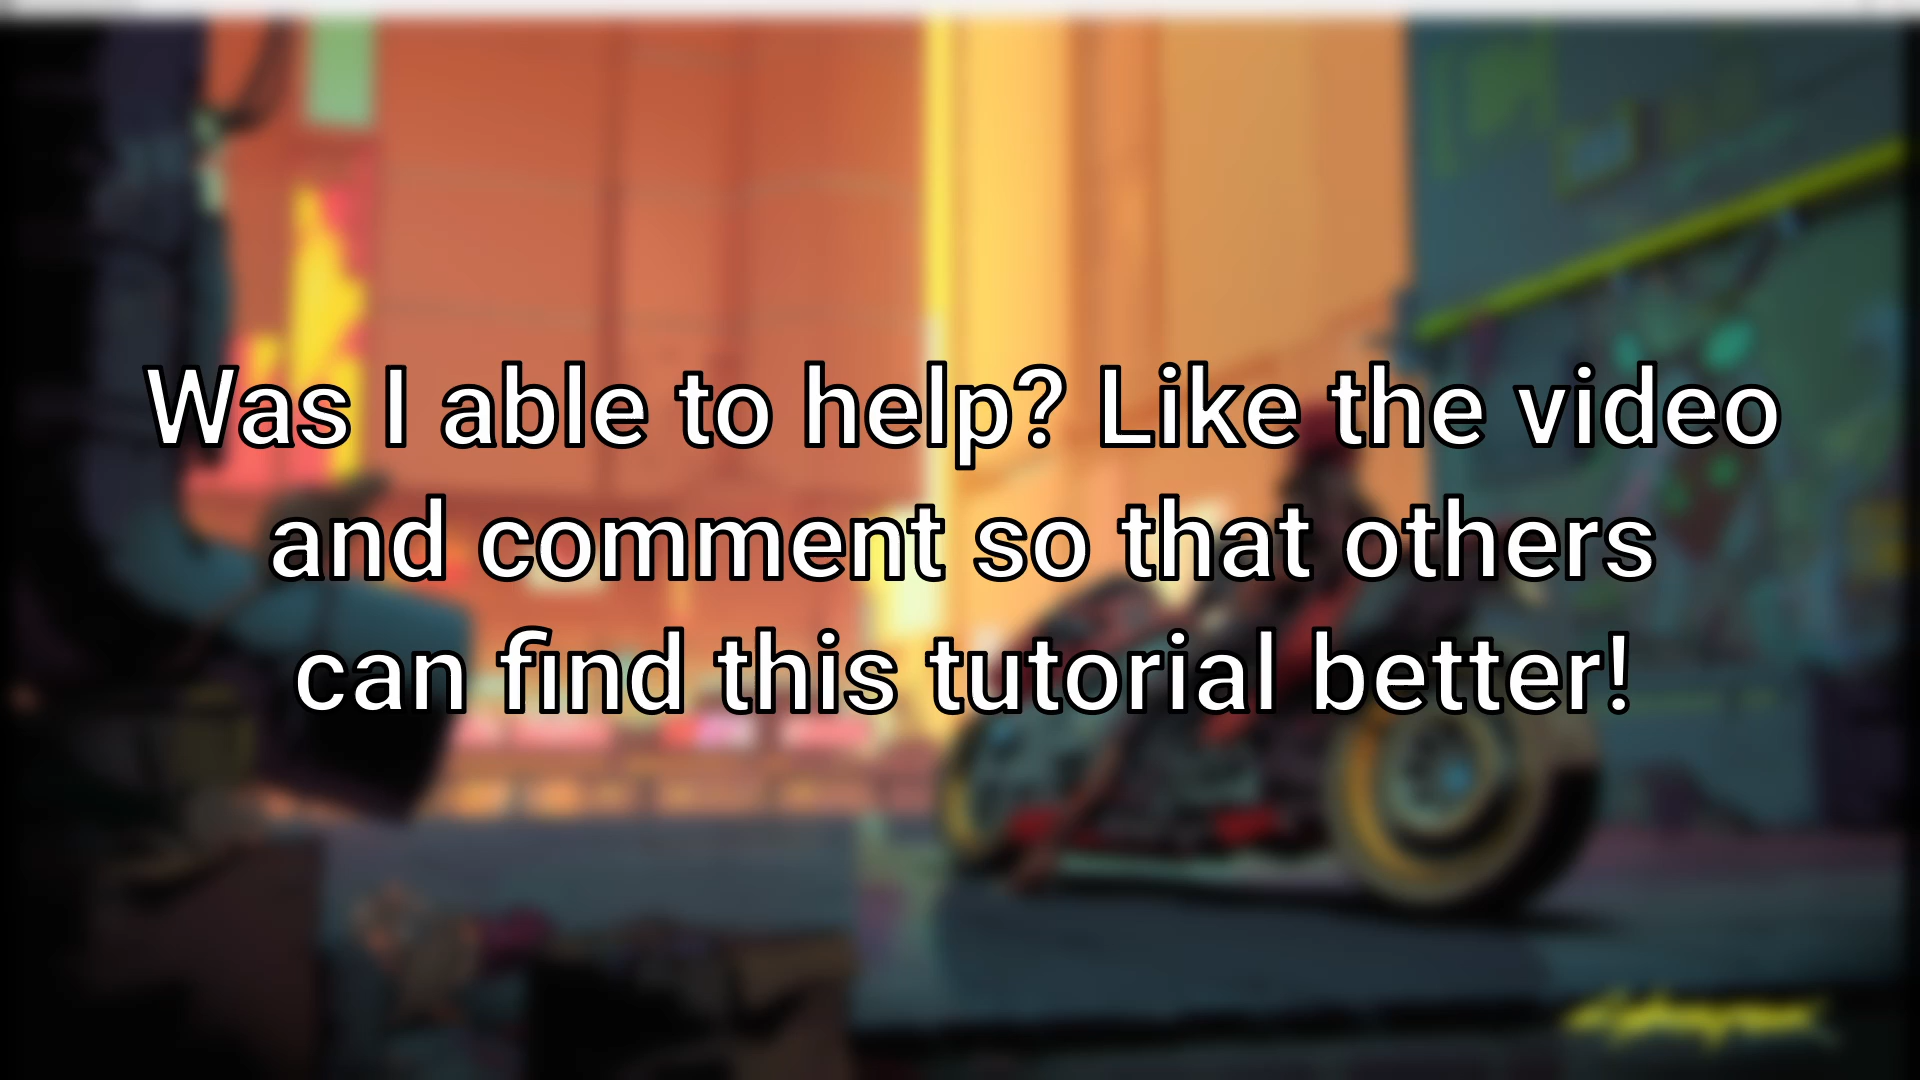 Was I able to help? Like the video
and comment so that others
can find this tutorial better!